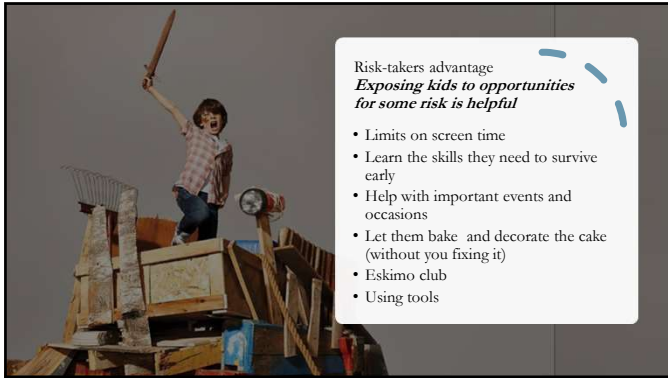 Risk-takers advantage
Exposing kids to opportunities
for some risk is helpful
• Limits on screen time
• Learn the skills they need to survive
early
• Help with important events and
occasions
• Let them bake  and decorate the cake
(without you fixing it)
• Eskimo club
• Using tools